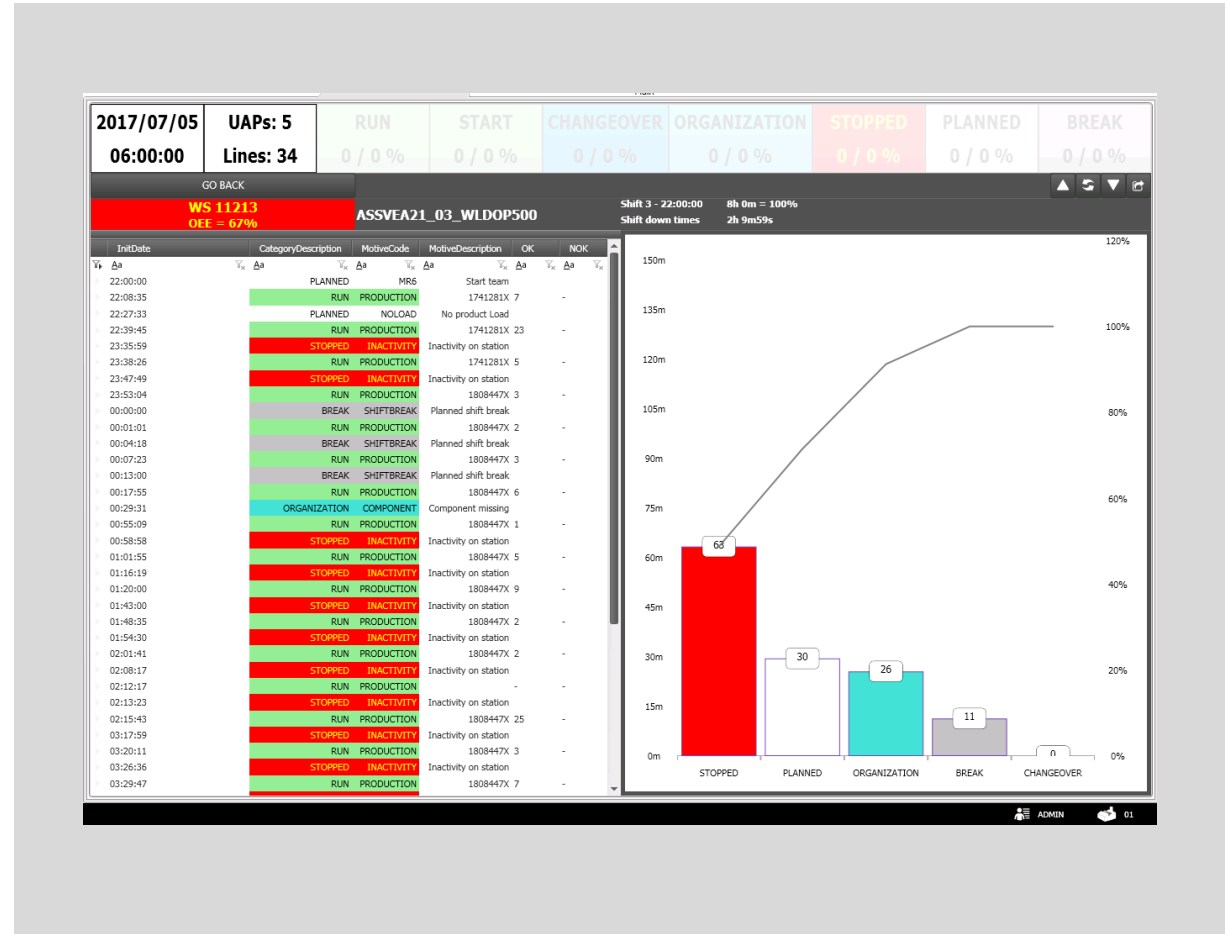 2017/07/05 UAPs: 5 RUN START CHANGEOVER ORGANIZATION STOPPED PLANNED BREAK
06:00:00 Lines: 34 0 / 0 % 0 / 0 % 0 / 0 % 0 / 0 % 0 / 0 % 0 / 0 % 0 / 0 %
GO BACK
WS 11213
OEE = 67%
ASSVEA21_03_WLDOP500
Shift 3 - 22:00:00 8h 0m = 100%
Shift down times 2h 9m59s
InitDate CategoryDescription MotiveCode MotiveDescription OK NOK
Aa Aa Aa Aa Aa Aa
22:00:00 PLANNED MR6 Start team
22:08:35 RUN PRODUCTION 1741281X 7 -
22:27:33 PLANNED NOLOAD No product Load
22:39:45 RUN PRODUCTION 1741281X 23 -
23:35:59 STOPPED INACTIVITY Inactivity on station
23:38:26 RUN PRODUCTION 1741281X 5 -
23:47:49 STOPPED INACTIVITY Inactivity on station
23:53:04 RUN PRODUCTION 1808447X 3 -
00:00:00 BREAK SHIFTBREAK Planned shift break
00:01:01 RUN PRODUCTION 1808447X 2 -
00:04:18 BREAK SHIFTBREAK Planned shift break
00:07:23 RUN PRODUCTION 1808447X 3 -
00:13:00 BREAK SHIFTBREAK Planned shift break
00:17:55 RUN PRODUCTION 1808447X 6 -
00:29:31 ORGANIZATION COMPONENT Component missing
00:55:09 RUN PRODUCTION 1808447X 1 -
00:58:58 STOPPED INACTIVITY Inactivity on station
01:01:55 RUN PRODUCTION 1808447X 5 -
01:16:19 STOPPED INACTIVITY Inactivity on station
01:20:00 RUN PRODUCTION 1808447X 9 -
01:43:00 STOPPED INACTIVITY Inactivity on station
01:48:35 RUN PRODUCTION 1808447X 2 -
01:54:30 STOPPED INACTIVITY Inactivity on station
02:01:41 RUN PRODUCTION 1808447X 2 -
02:08:17 STOPPED INACTIVITY Inactivity on station
02:12:17 RUN PRODUCTION - -
02:13:23 STOPPED INACTIVITY Inactivity on station
02:15:43 RUN PRODUCTION 1808447X 25 -
03:17:59 STOPPED INACTIVITY Inactivity on station
03:20:11 RUN PRODUCTION 1808447X 3 -
03:26:36 STOPPED INACTIVITY Inactivity on station
03:29:47 RUN PRODUCTION 1808447X 7 -
120%
150m
135m
100%
120m
105m
80%
90m
60%
75m
63
60m
40%
45m
30m 30 26 20%
15m 11
0m 0 0%
STOPPED PLANNED ORGANIZATION BREAK CHANGEOVER
ADMIN 01